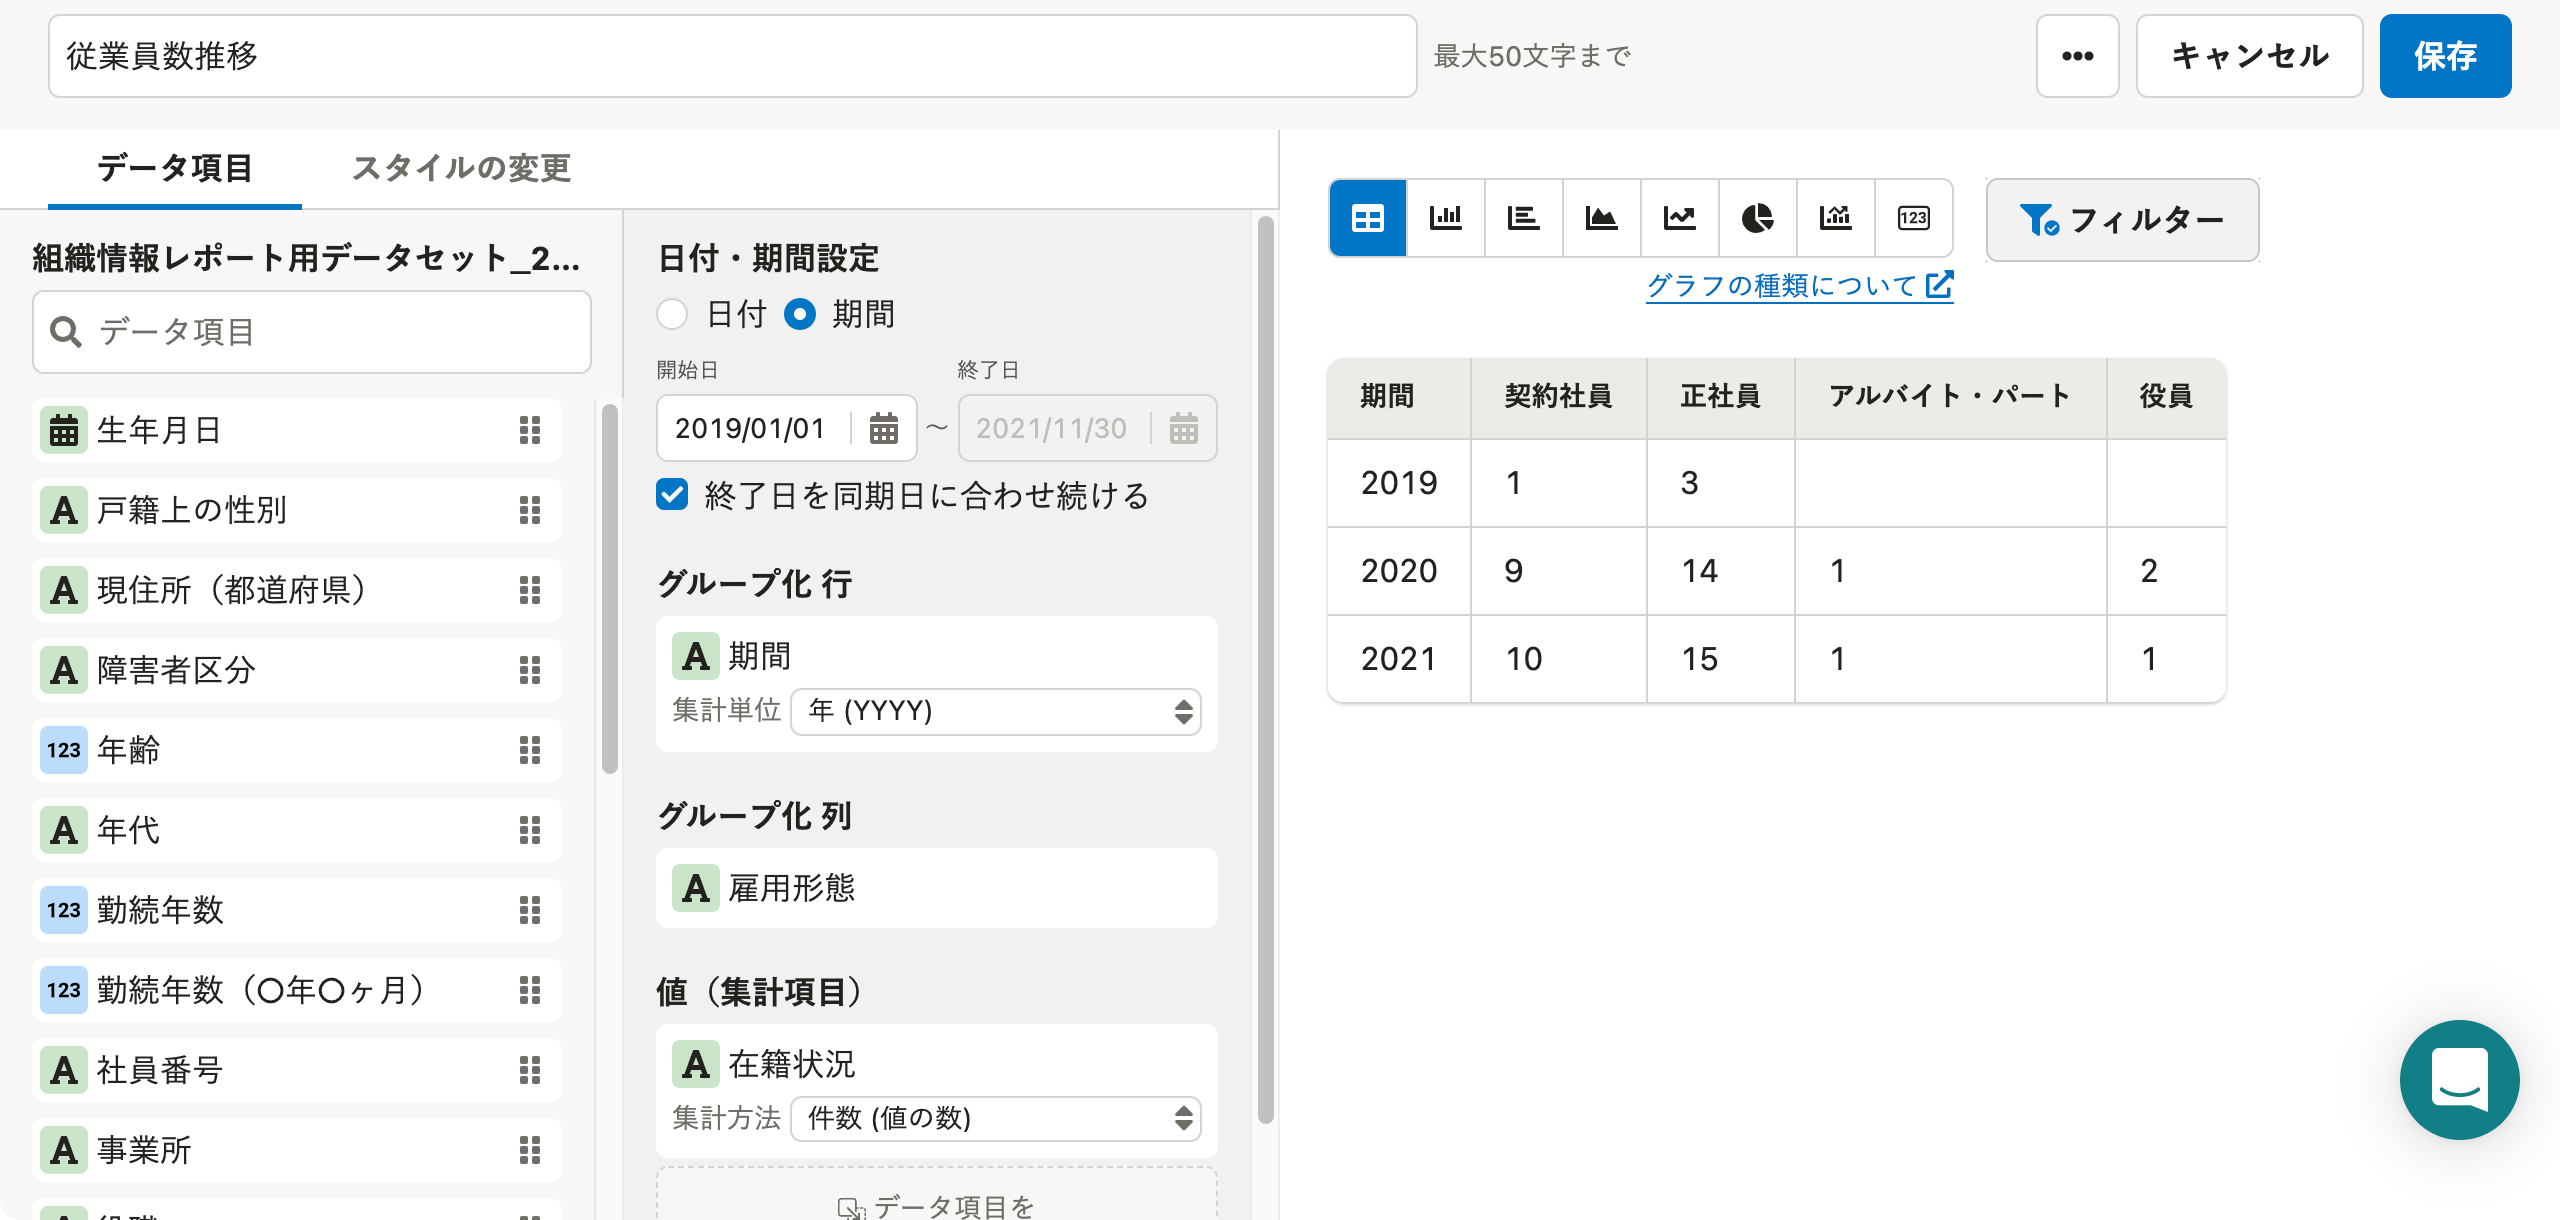 従業員数推移
最大50文字まで
キャンセル
保存
データ項目
スタイルの変更
組織情報レポート用データセット_2...
データ項目
生年月日
A 戸籍上の性別
A 現住所（都道府県）
A 障害者区分
123 年齢
A 年代
123 勤続年数
123 勤続年数（〇年〇ヶ月）
A 社員番号
A 事業所
日付・期間設定
日付 期間
開始日 終了日
2019/01/01 ～ 2021/11/30
終了日を同期日に合わせ続ける
グループ化 行
A 期間
集計単位 年 (YYYY)
グループ化 列
A 雇用形態
値（集計項目）
A 在籍状況
集計方法 件数 (値の数)
データ項目を
123
フィルター
グラフの種類について
期間 契約社員 正社員 アルバイト・パート 役員
2019 1 3
2020 9 14 1 2
2021 10 15 1 1